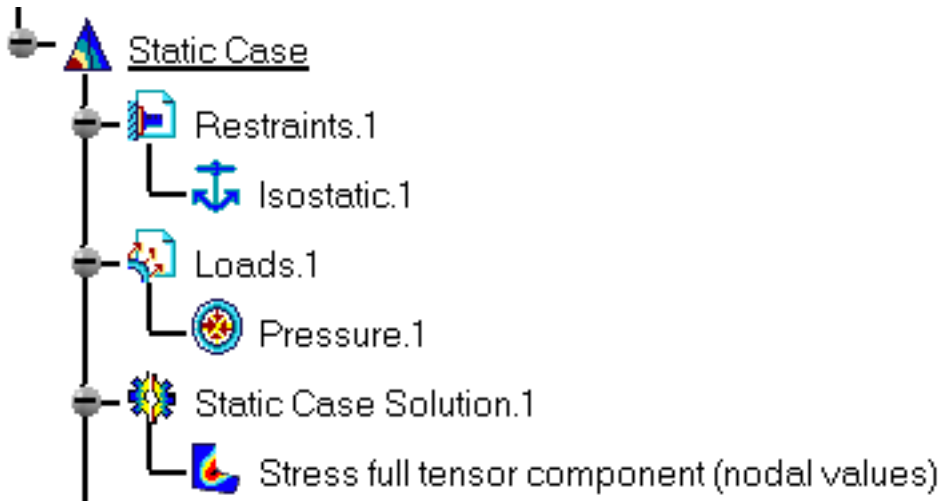 Static Case
Restraints.1
Isostatic.1
Loads.1
Pressure.1
Static Case Solution.1
Stress full tensor component (nodal values)